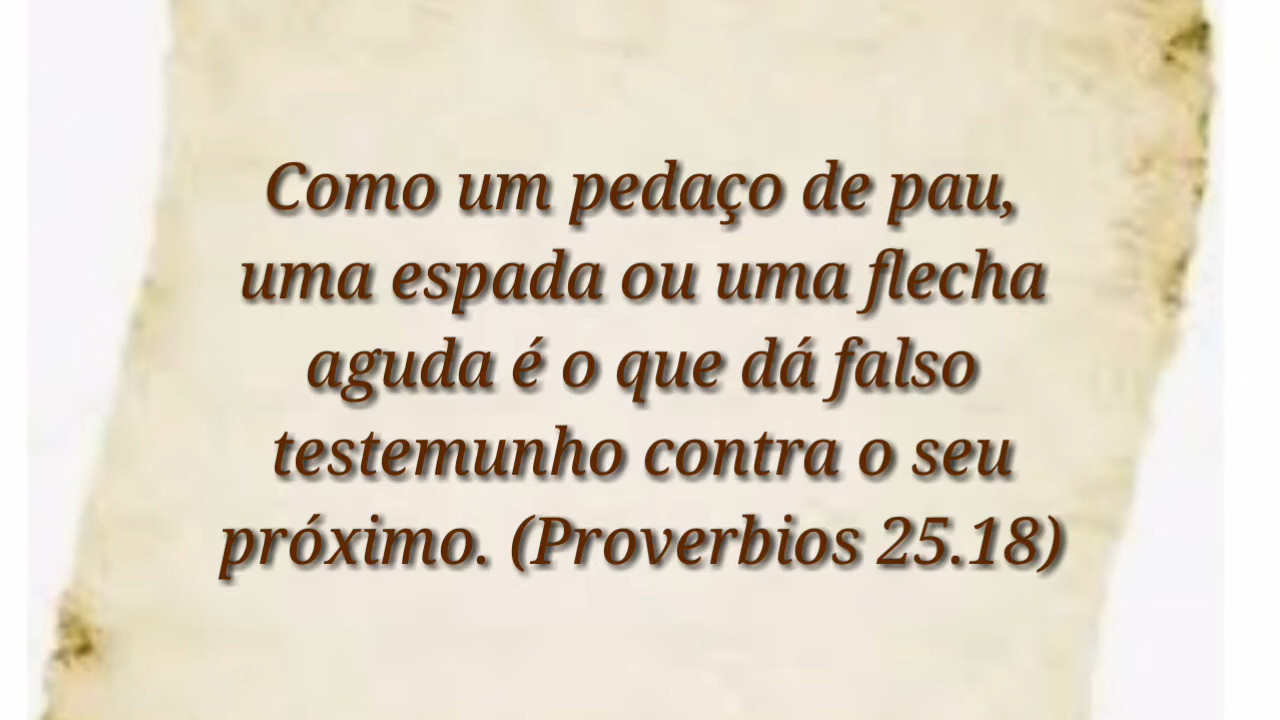 Como um pedaço de pau,
uma espada ou uma flecha
aguda é o que dá falso
testemunho contra o seu
próximo. (Proverbios 25.18)